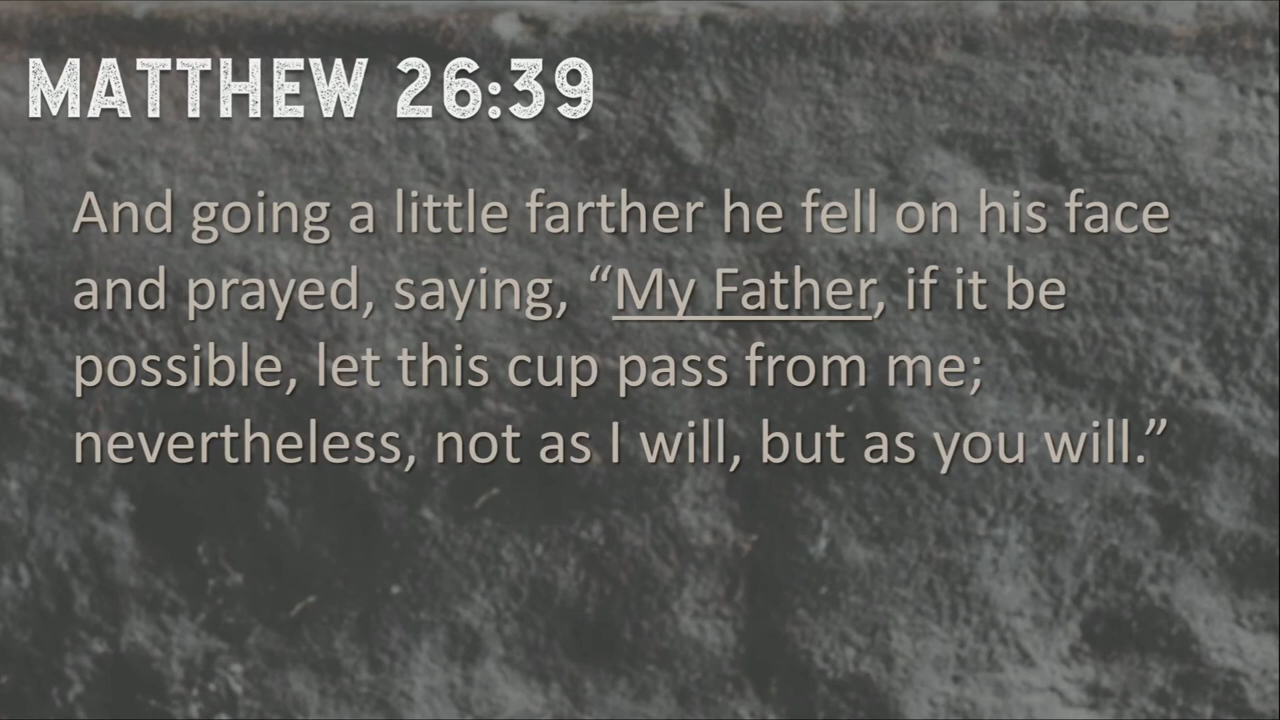 MATTHEW 26:39
And going a little farther he fell on his face
and prayed, saying, “My Father, if it be
possible, let this cup pass from me;
nevertheless, not as I will, but as you will.”